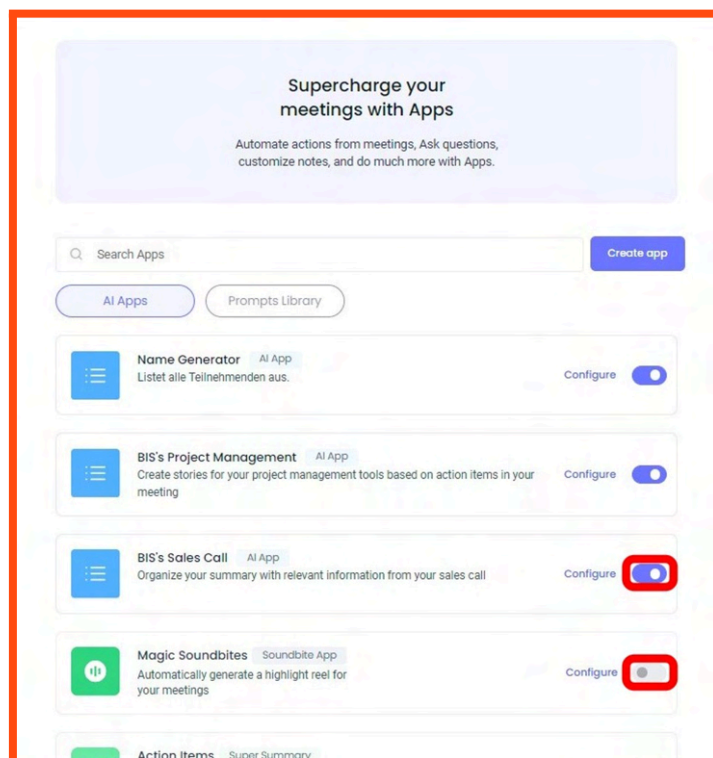 Supercharge your
meetings with Apps
Automate actions from meetings, Ask questions,
customize notes, and do much more with Apps.
Search Apps
Create app
AI Apps
Prompts Library
Name Generator AI App
Listet alle Teilnehmenden aus.
Configure
BIS's Project Management AI App
Create stories for your project management tools based on action items in your
meeting
Configure
BIS's Sales Call AI App
Organize your summary with relevant information from your sales call
Configure
Magic Soundbites Soundbite App
Automatically generate a highlight reel for
your meetings
Configure
Action Items Super Summary